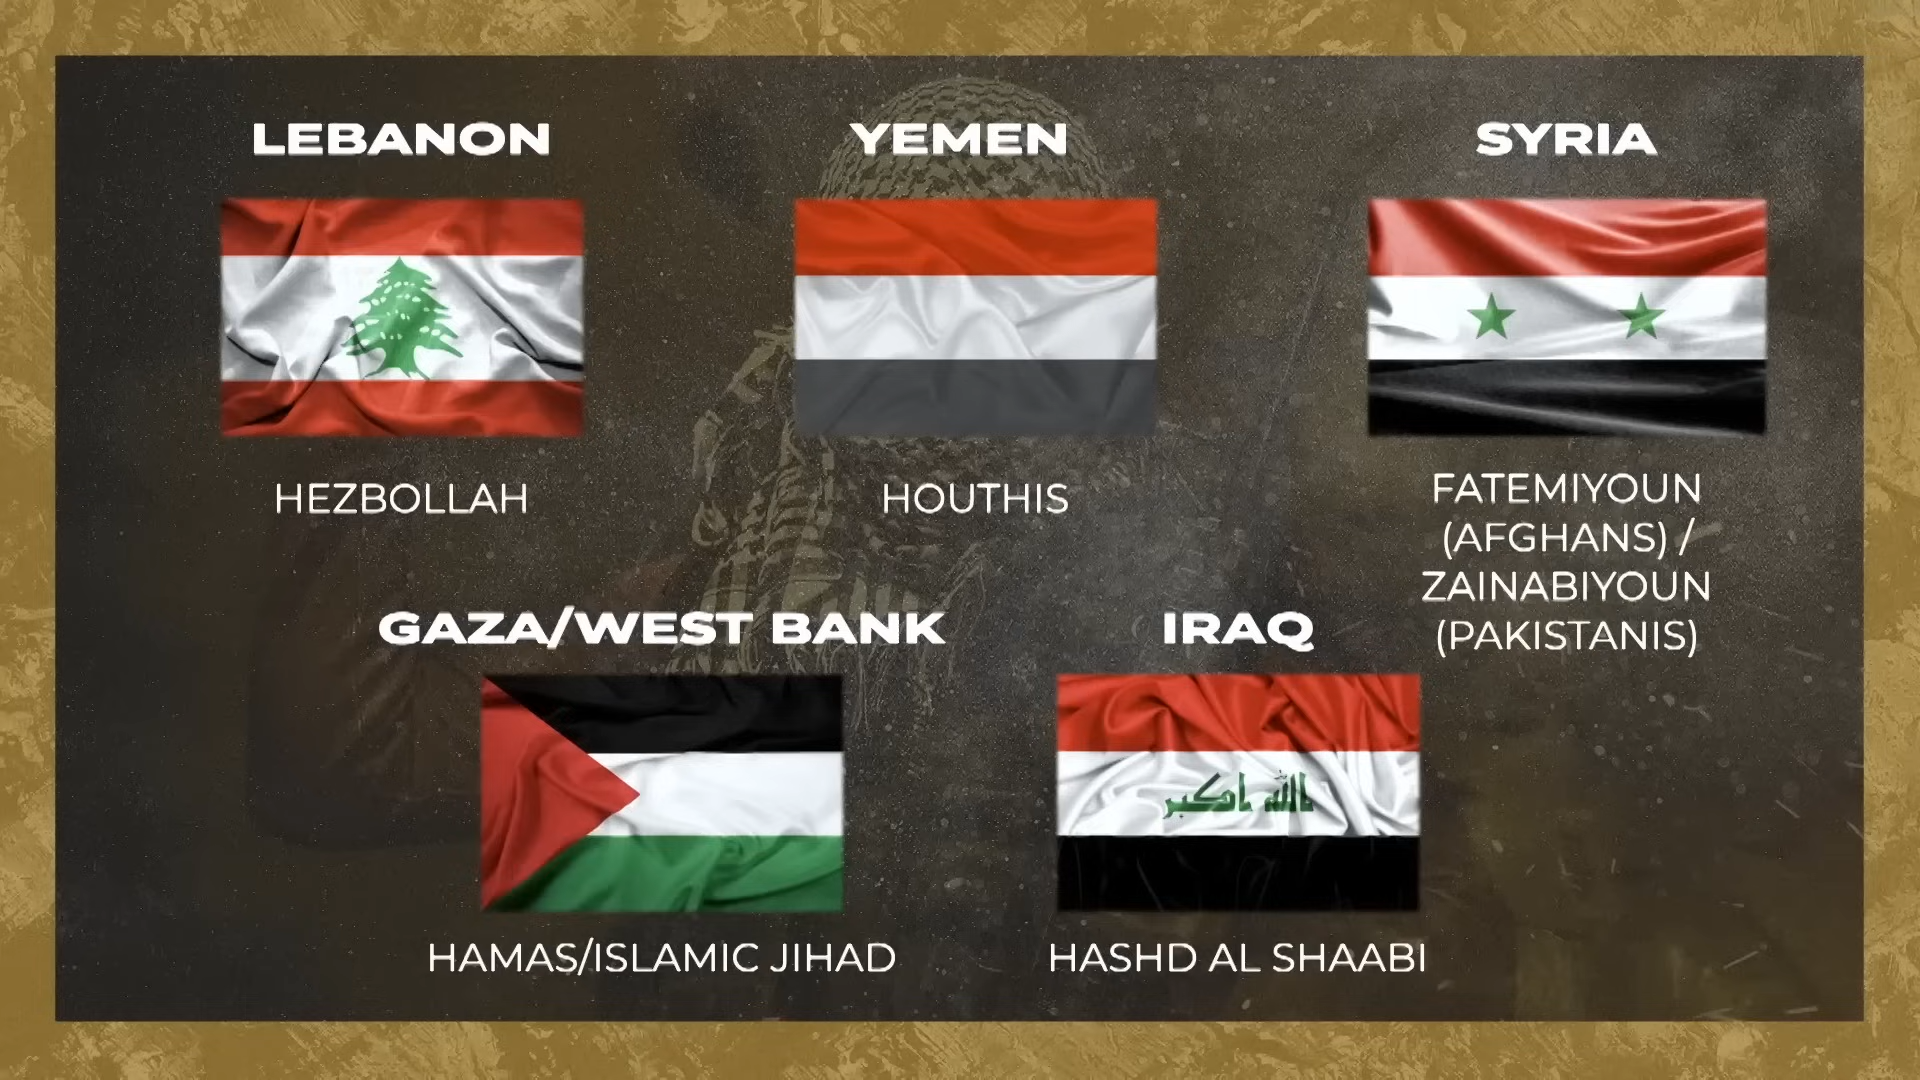 LEBANON
YEMEN
SYRIA
HEZBOLLAH
HOUTHIS
FATEMIYOUN
(AFGHANS) /
ZAINABIYOUN
(PAKISTANIS)
GAZA/WEST BANK
IRAQ
الله اكبر
HAMAS/ISLAMIC JIHAD
HASHD AL SHAABI